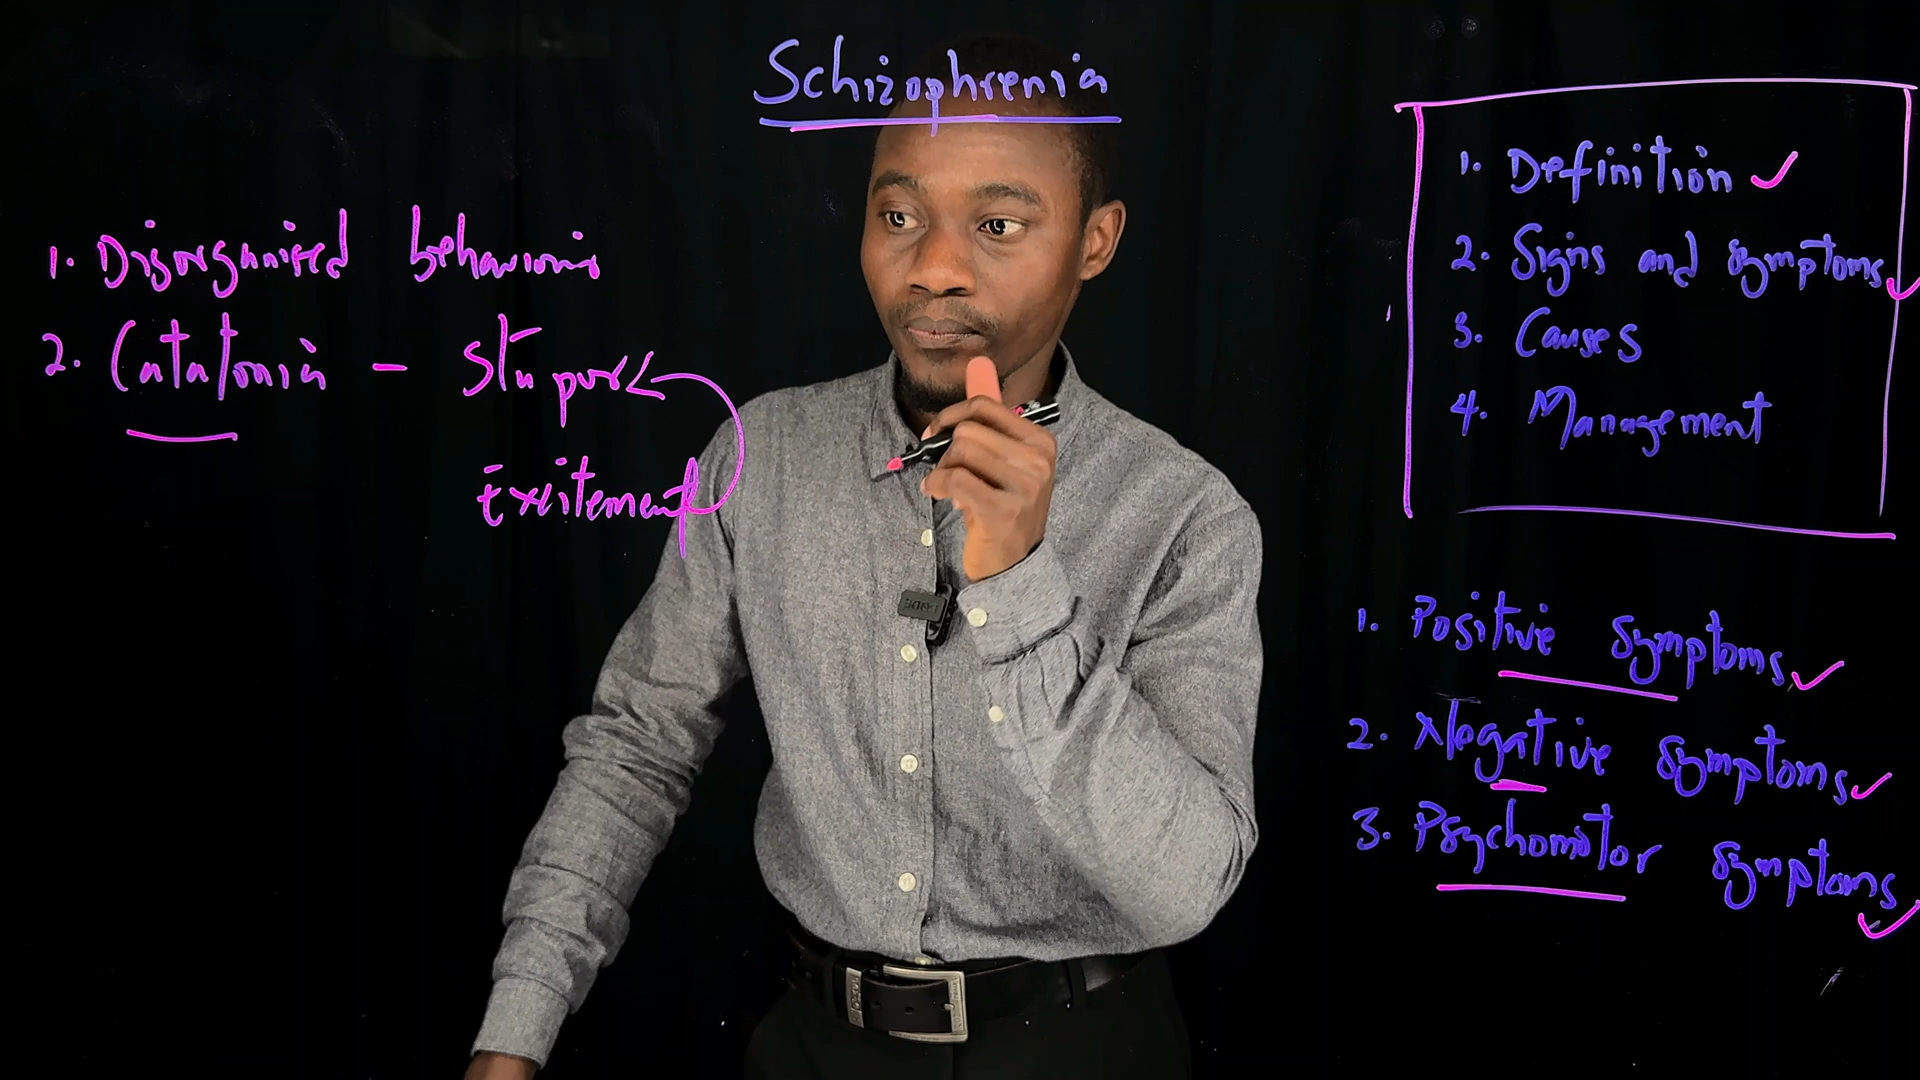 Schizophrenia
1. Disorganised behaviours
2. Catatonia - Stupor
Excitement
1. Definition ✓
2. Signs and symptoms ✓
3. Causes
4. Management
1. Positive symptoms ✓
2. Negative symptoms ✓
3. Psychomotor symptoms ✓